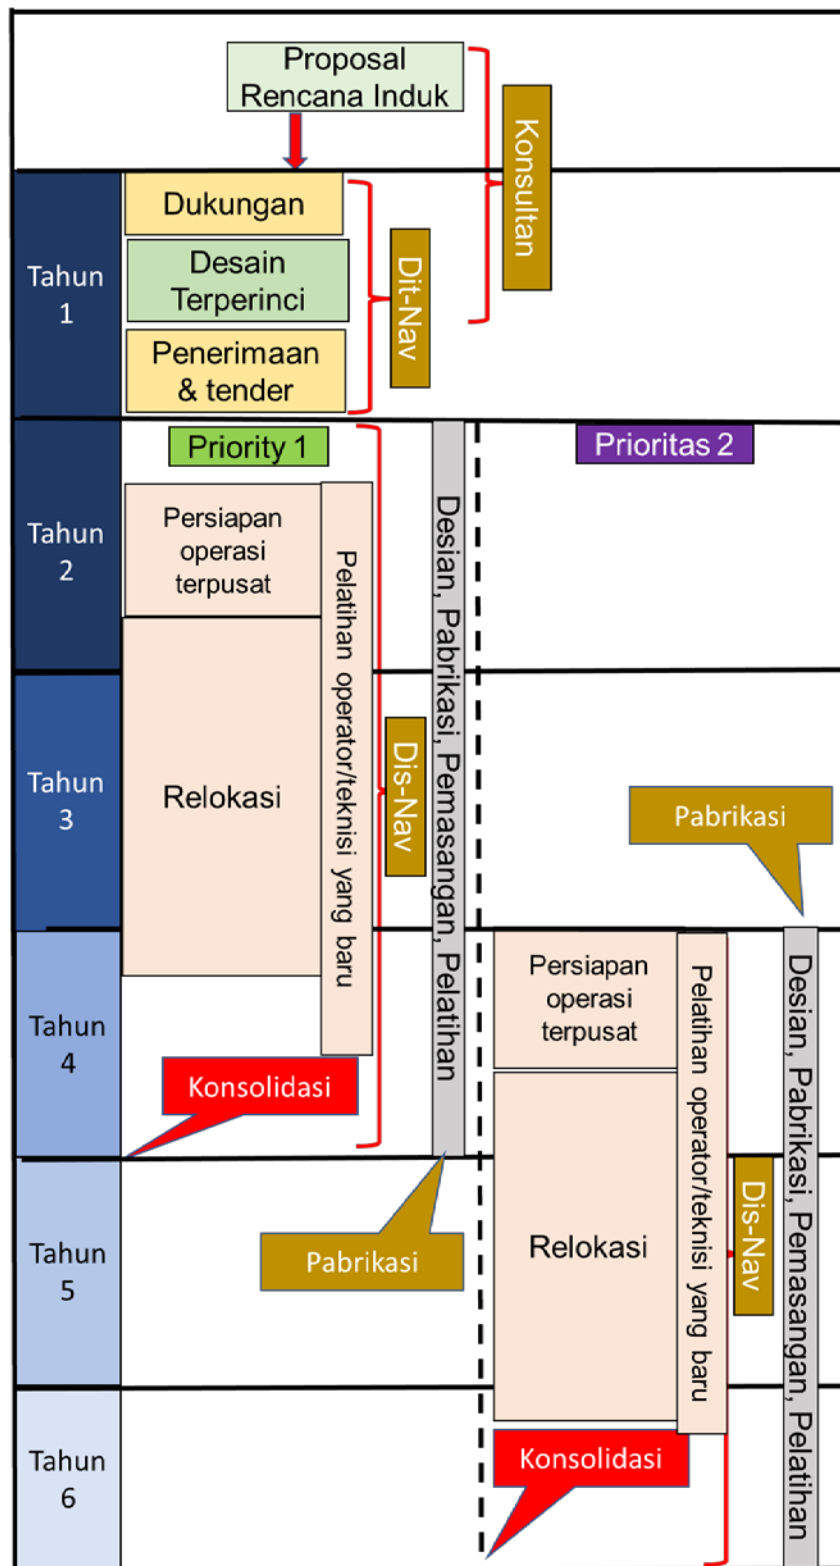 Proposal
Rencana Induk
Konsultan
Tahun
1
Dukungan
Desain
Terperinci
Penerimaan
& tender
Dit-Nav
Tahun
2
Priority 1
Prioritas 2
Persiapan
operasi
terpusat
Pelatihan operator/teknisi yang baru
Desian, Pabrikasi, Pemasangan, Pelatihan
Tahun
3
Relokasi
Dis-Nav
Pabrikasi
Tahun
4
Konsolidasi
Persiapan
operasi
terpusat
Pelatihan operator/teknisi yang baru
Desian, Pabrikasi, Pemasangan, Pelatihan
Tahun
5
Pabrikasi
Relokasi
Dis-Nav
Tahun
6
Konsolidasi